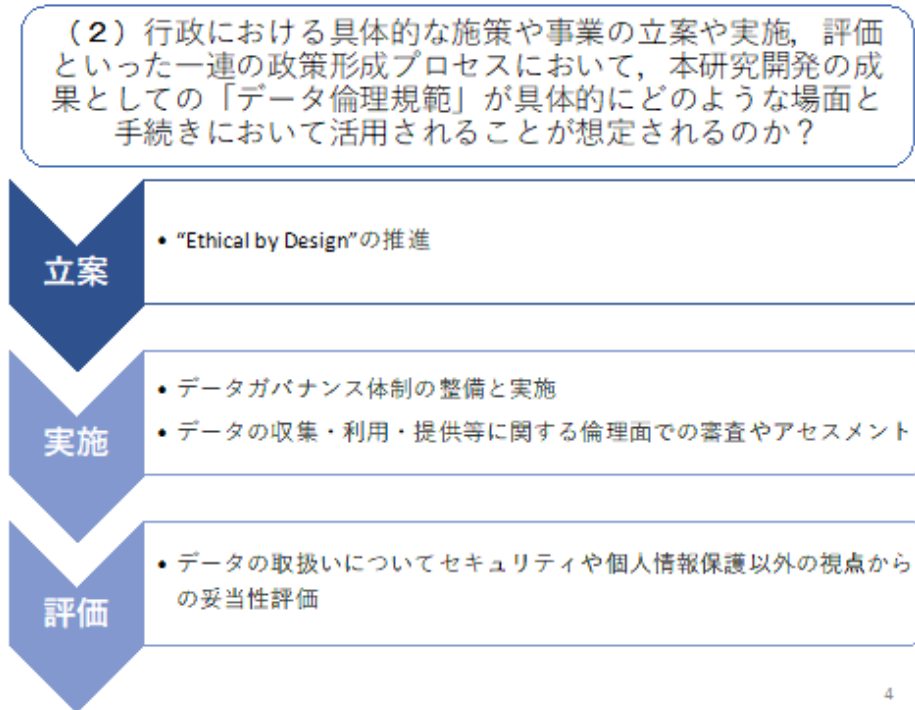 （２）行政における具体的な施策や事業の立案や実施，評価
といった一連の政策形成プロセスにおいて，本研究開発の成
果としての「データ倫理規範」が具体的にどのような場面と
手続きにおいて活用されることが想定されるのか？
立案
• “Ethical by Design”の推進
実施
• データガバナンス体制の整備と実施
• データの収集・利用・提供等に関する倫理面での審査やアセスメント
評価
• データの取扱いについてセキュリティや個人情報保護以外の視点から
の妥当性評価
4